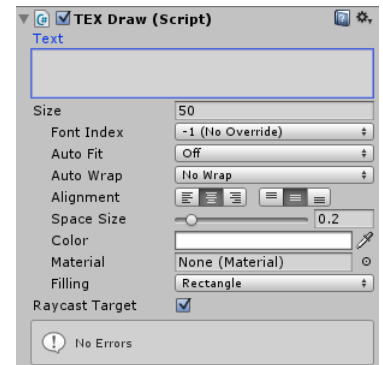 TEX Draw (Script)
Text
Size 50
Font Index -1 (No Override)
Auto Fit Off
Auto Wrap No Wrap
Alignment
Space Size 0.2
Color
Material None (Material)
Filling Rectangle
Raycast Target
No Errors